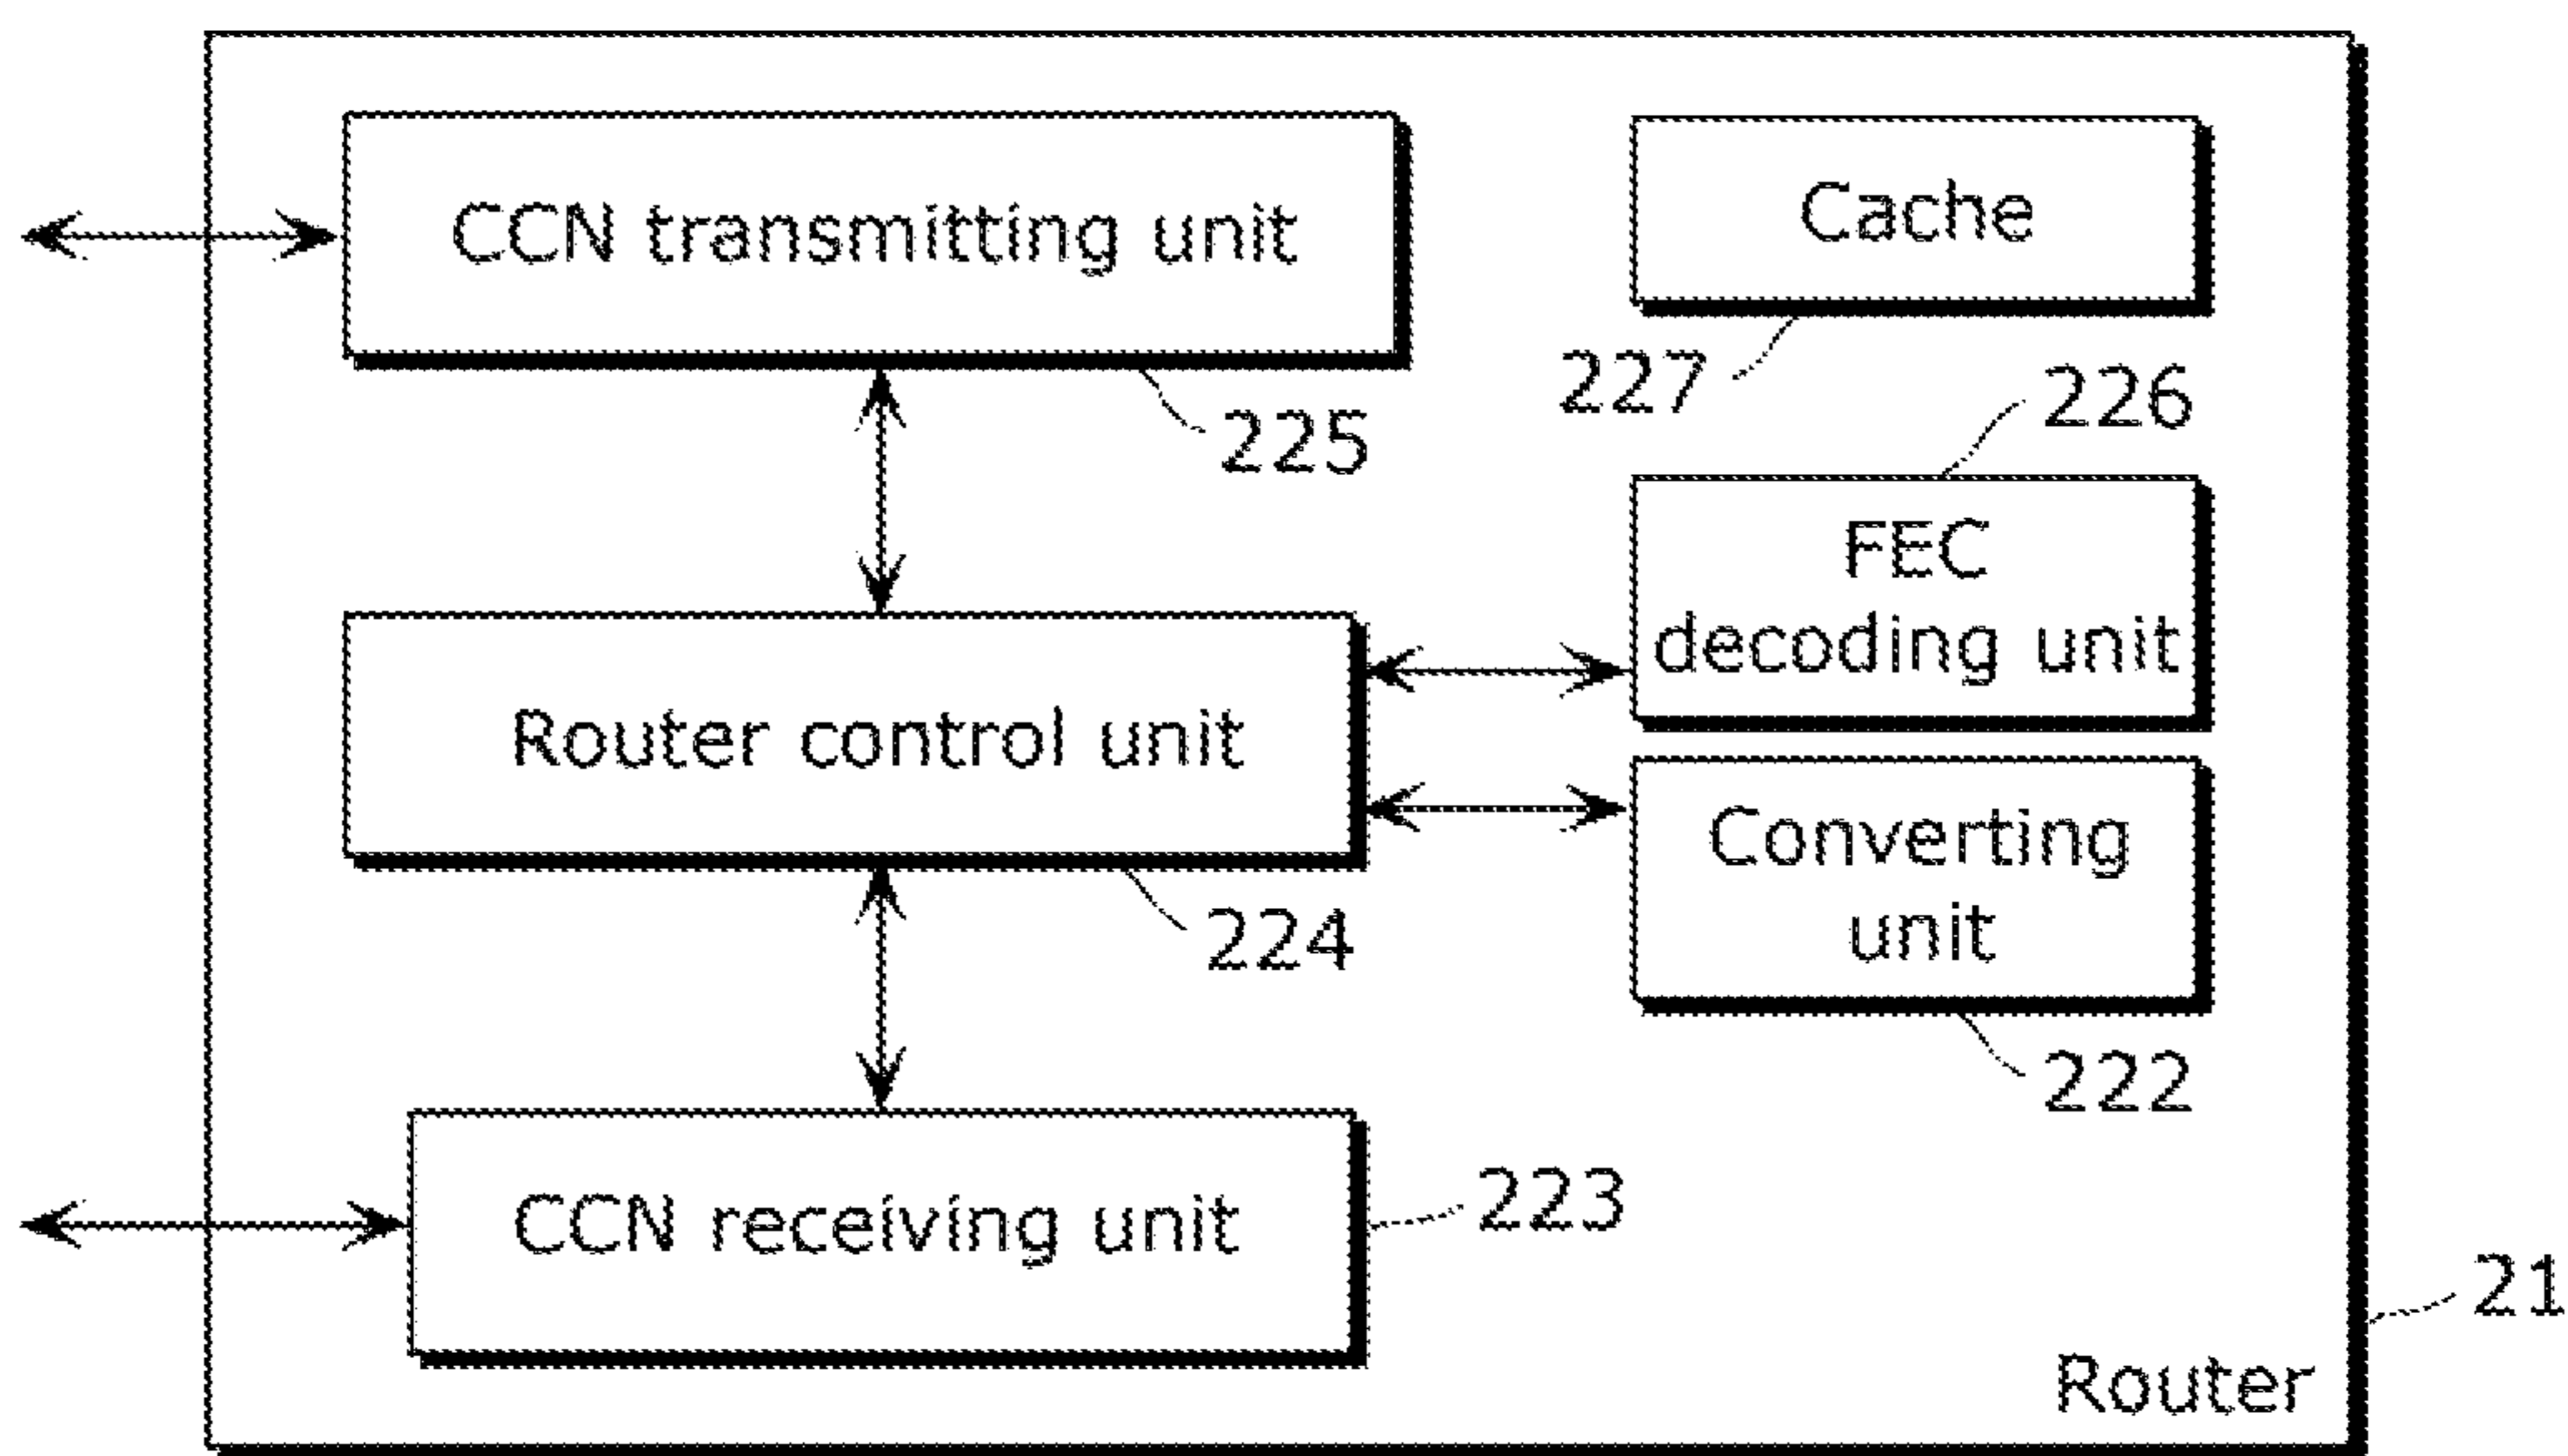 CCN transmitting unit
225
Cache
227
226
FEC
decoding unit
Router control unit
224
Converting
unit
222
CCN receiving unit
223
21
Router